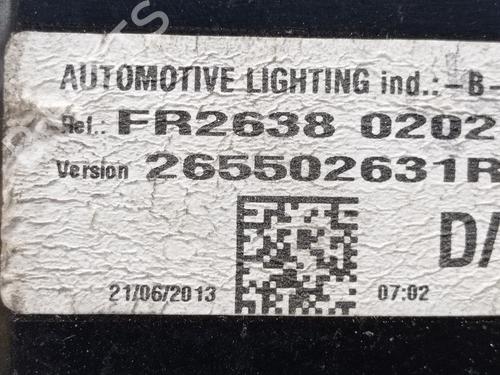 AUTOMOTIVE LIGHTING ind.:-B-
Ref.: FR2638 0202
Version 265502631R
D/
21/06/2013 07:02